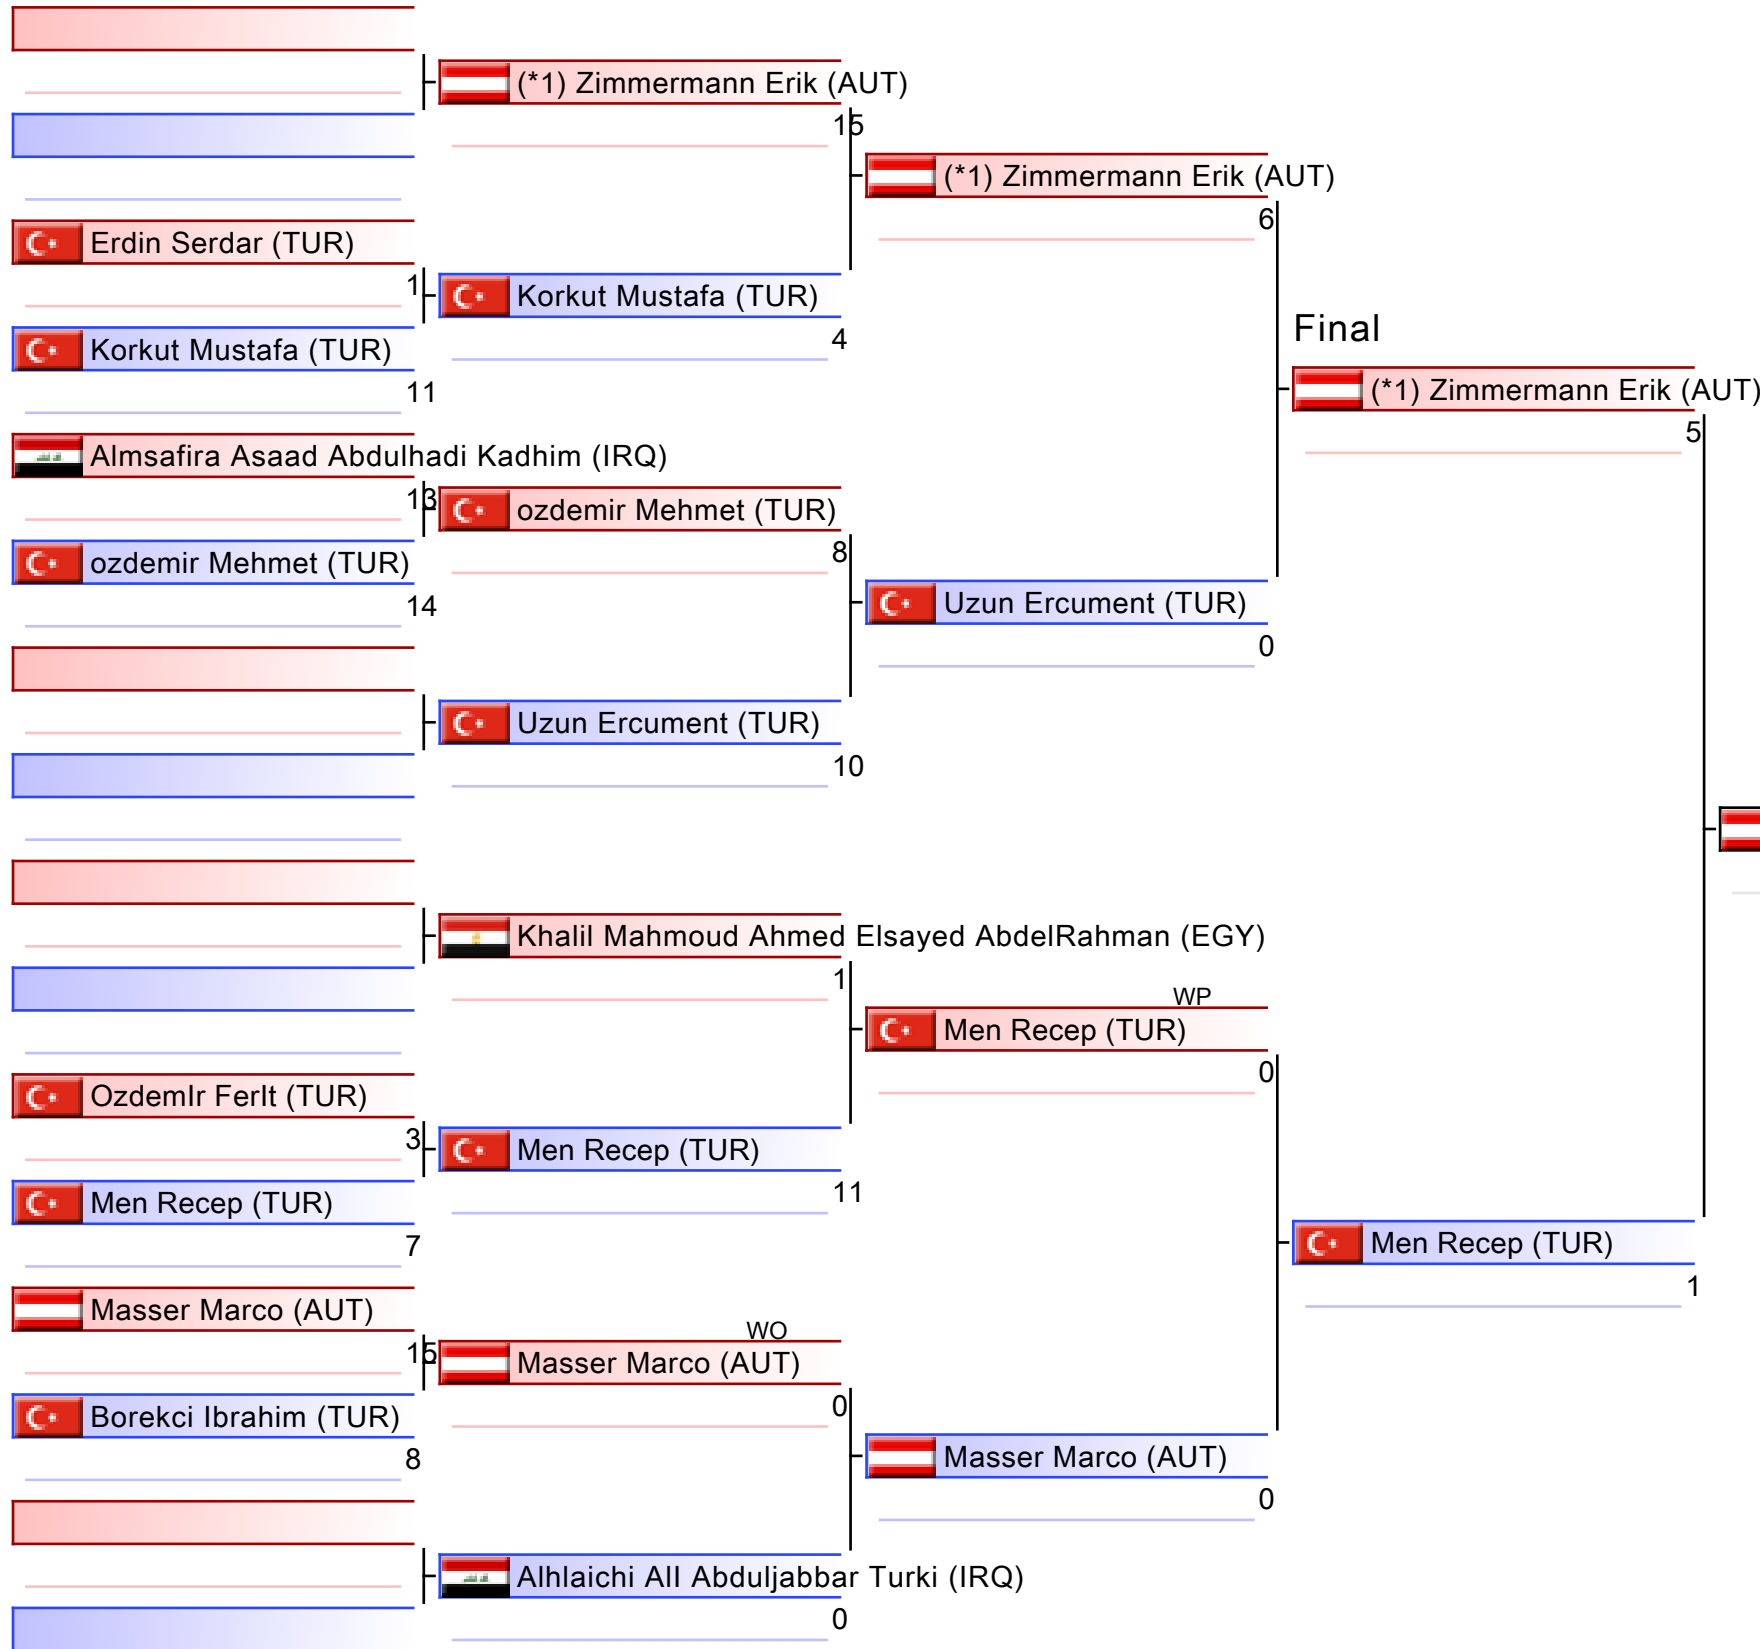 (*1) Zimmermann Erik (AUT)
15
(*1) Zimmermann Erik (AUT)
6
Erdin Serdar (TUR)
1
Korkut Mustafa (TUR)
4
Korkut Mustafa (TUR)
11
Final
(*1) Zimmermann Erik (AUT)
5
Almsafira Asaad Abdulhadi Kadhim (IRQ)
13
ozdemir Mehmet (TUR)
8
ozdemir Mehmet (TUR)
14
Uzun Ercument (TUR)
0
Uzun Ercument (TUR)
10
Khalil Mahmoud Ahmed Elsayed AbdelRahman (EGY)
1
WP
Men Recep (TUR)
0
OzdemIr FerIt (TUR)
3
Men Recep (TUR)
11
Men Recep (TUR)
7
Men Recep (TUR)
1
Masser Marco (AUT)
15
WO
Masser Marco (AUT)
0
Borekci Ibrahim (TUR)
8
Masser Marco (AUT)
0
Alhlaichi AlI Abduljabbar Turki (IRQ)
0